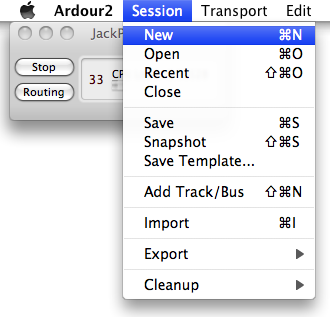 Ardour2 Session Transport Edit
JackP
Stop
Routing
33 CP
New ⌘N
Open ⌘O
Recent ⇧⌘O
Close
Save ⌘S
Snapshot ⇧⌘S
Save Template...
Add Track/Bus ⇧⌘N
Import ⌘I
Export
Cleanup